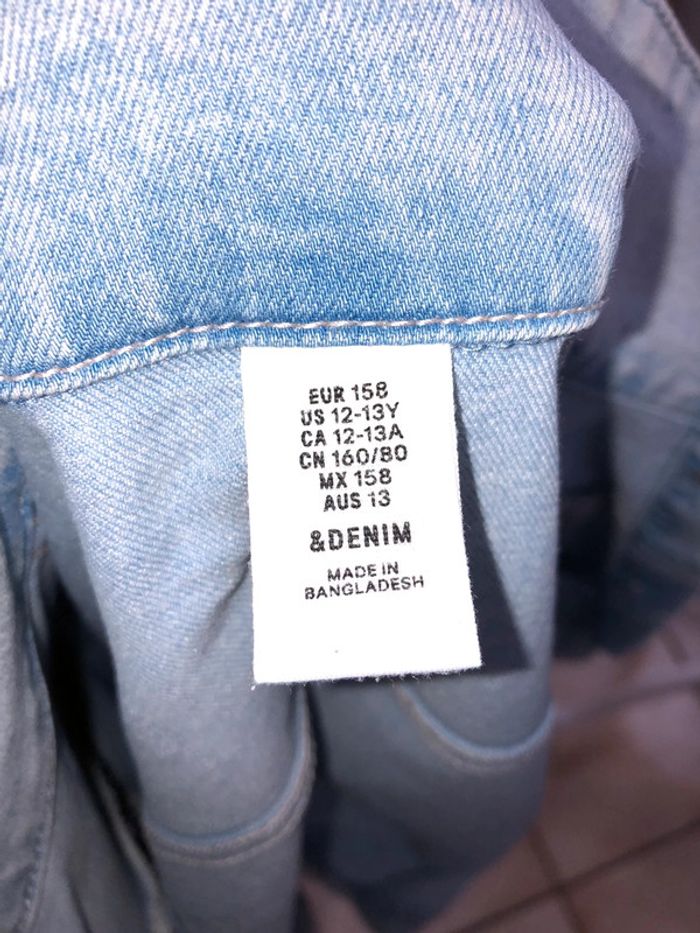 EUR 158
US 12-13Y
CA 12-13A
CN 160/80
MX 158
AUS 13
&DENIM
MADE IN
BANGLADESH